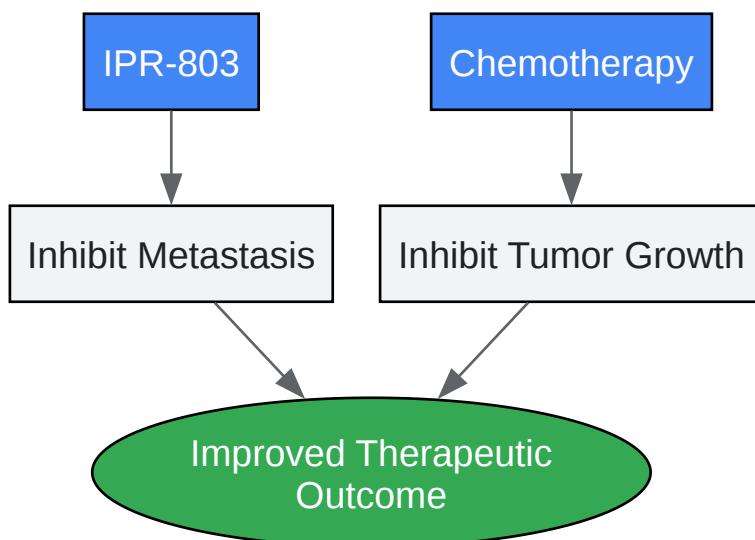 IPR-803
Chemotherapy
Inhibit Metastasis
Inhibit Tumor Growth
Improved Therapeutic
Outcome